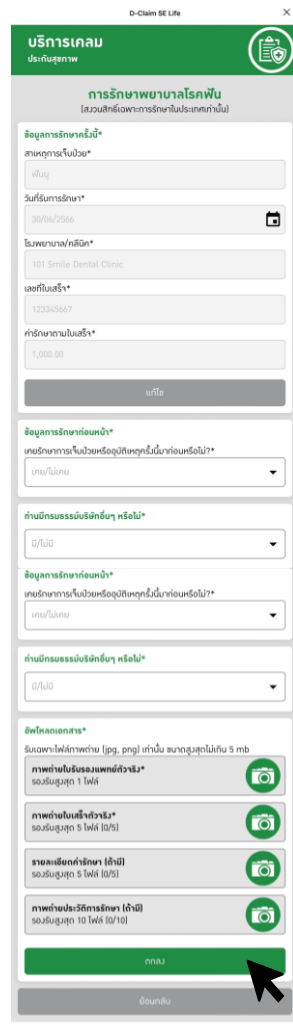 D-Claim SE Life
บริการเคลม
ประกันสุขภาพ
การรักษาพยาบาลโรคฟัน
(สงวนสิทธิ์เฉพาะการรักษาในประเทศเท่านั้น)
ข้อมูลการรักษาครั้งนี้*
สาเหตุการเจ็บป่วย*
ฟันผุ
วันที่รับการรักษา*
30/06/2566
โรงพยาบาล/คลินิก*
101 Smile Dental Clinic
เลขที่ใบเสร็จ*
123345667
ค่ารักษาตามใบเสร็จ*
1,000.00
แก้ไข
ข้อมูลการรักษาก่อนหน้า*
เคยรักษาการเจ็บป่วยหรืออุบัติเหตุครั้งนี้มาก่อนหรือไม่?*
เคย/ไม่เคย
ท่านมีกรมธรรม์บริษัทอื่นๆ หรือไม่*
มี/ไม่มี
ข้อมูลการรักษาก่อนหน้า*
เคยรักษาการเจ็บป่วยหรืออุบัติเหตุครั้งนี้มาก่อนหรือไม่?*
เคย/ไม่เคย
ท่านมีกรมธรรม์บริษัทอื่นๆ หรือไม่*
มี/ไม่มี
อัพโหลดเอกสาร*
รับเฉพาะไฟล์ภาพถ่าย (jpg, png) เท่านั้น ขนาดสูงสุดไม่เกิน 5 mb
ภาพถ่ายใบรับรองแพทย์ตัวจริง*
รองรับสูงสุด 1 ไฟล์
ภาพถ่ายใบเสร็จตัวจริง*
รองรับสูงสุด 5 ไฟล์ (0/5)
รายละเอียดค่ารักษา (ถ้ามี)
รองรับสูงสุด 5 ไฟล์ (0/5)
ภาพถ่ายประวัติการรักษา (ถ้ามี)
รองรับสูงสุด 10 ไฟล์ (0/10)
ตกลง
ย้อนกลับ